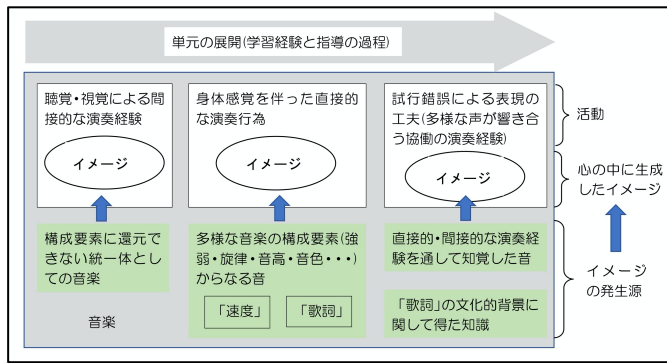 単元の展開(学習経験と指導の過程)
聴覚・視覚による間
接的な演奏経験
イメージ
身体感覚を伴った直接的
な演奏行為
イメージ
試行錯誤による表現の
工夫(多様な声が響き合
う協働の演奏経験)
イメージ
活動
心の中に生成
したイメージ
構成要素に還元で
きない統一体とし
ての音楽
多様な音楽の構成要素(強
弱・旋律・音高・音色・・・)
からなる音
「速度」
「歌詞」
直接的・間接的な演奏経
験を通して知覚した音
「歌詞」の文化的背景に
関して得た知識
イメージ
の発生源
音楽